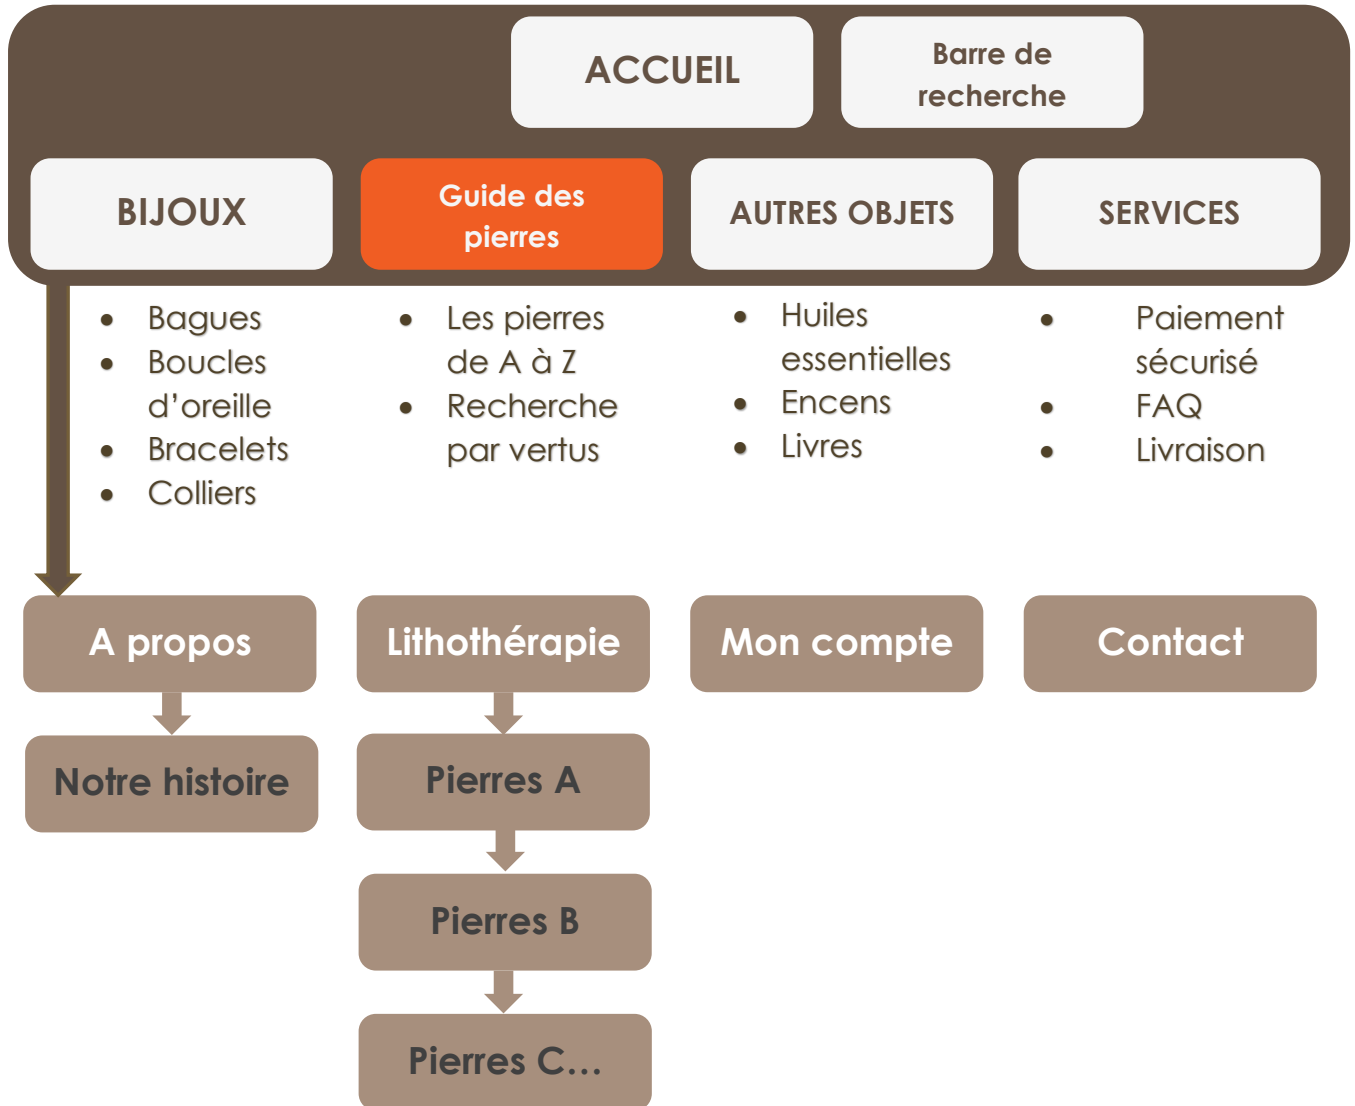 ACCUEIL
Barre de
recherche
BIJOUX
Guide des
pierres
AUTRES OBJETS
SERVICES
• Bagues
• Boucles
d’oreille
• Bracelets
• Colliers
• Les pierres
de A à Z
• Recherche
par vertus
• Huiles
essentielles
• Encens
• Livres
• Paiement
sécurisé
• FAQ
• Livraison
A propos
Lithothérapie
Mon compte
Contact
Notre histoire
Pierres A
Pierres B
Pierres C…